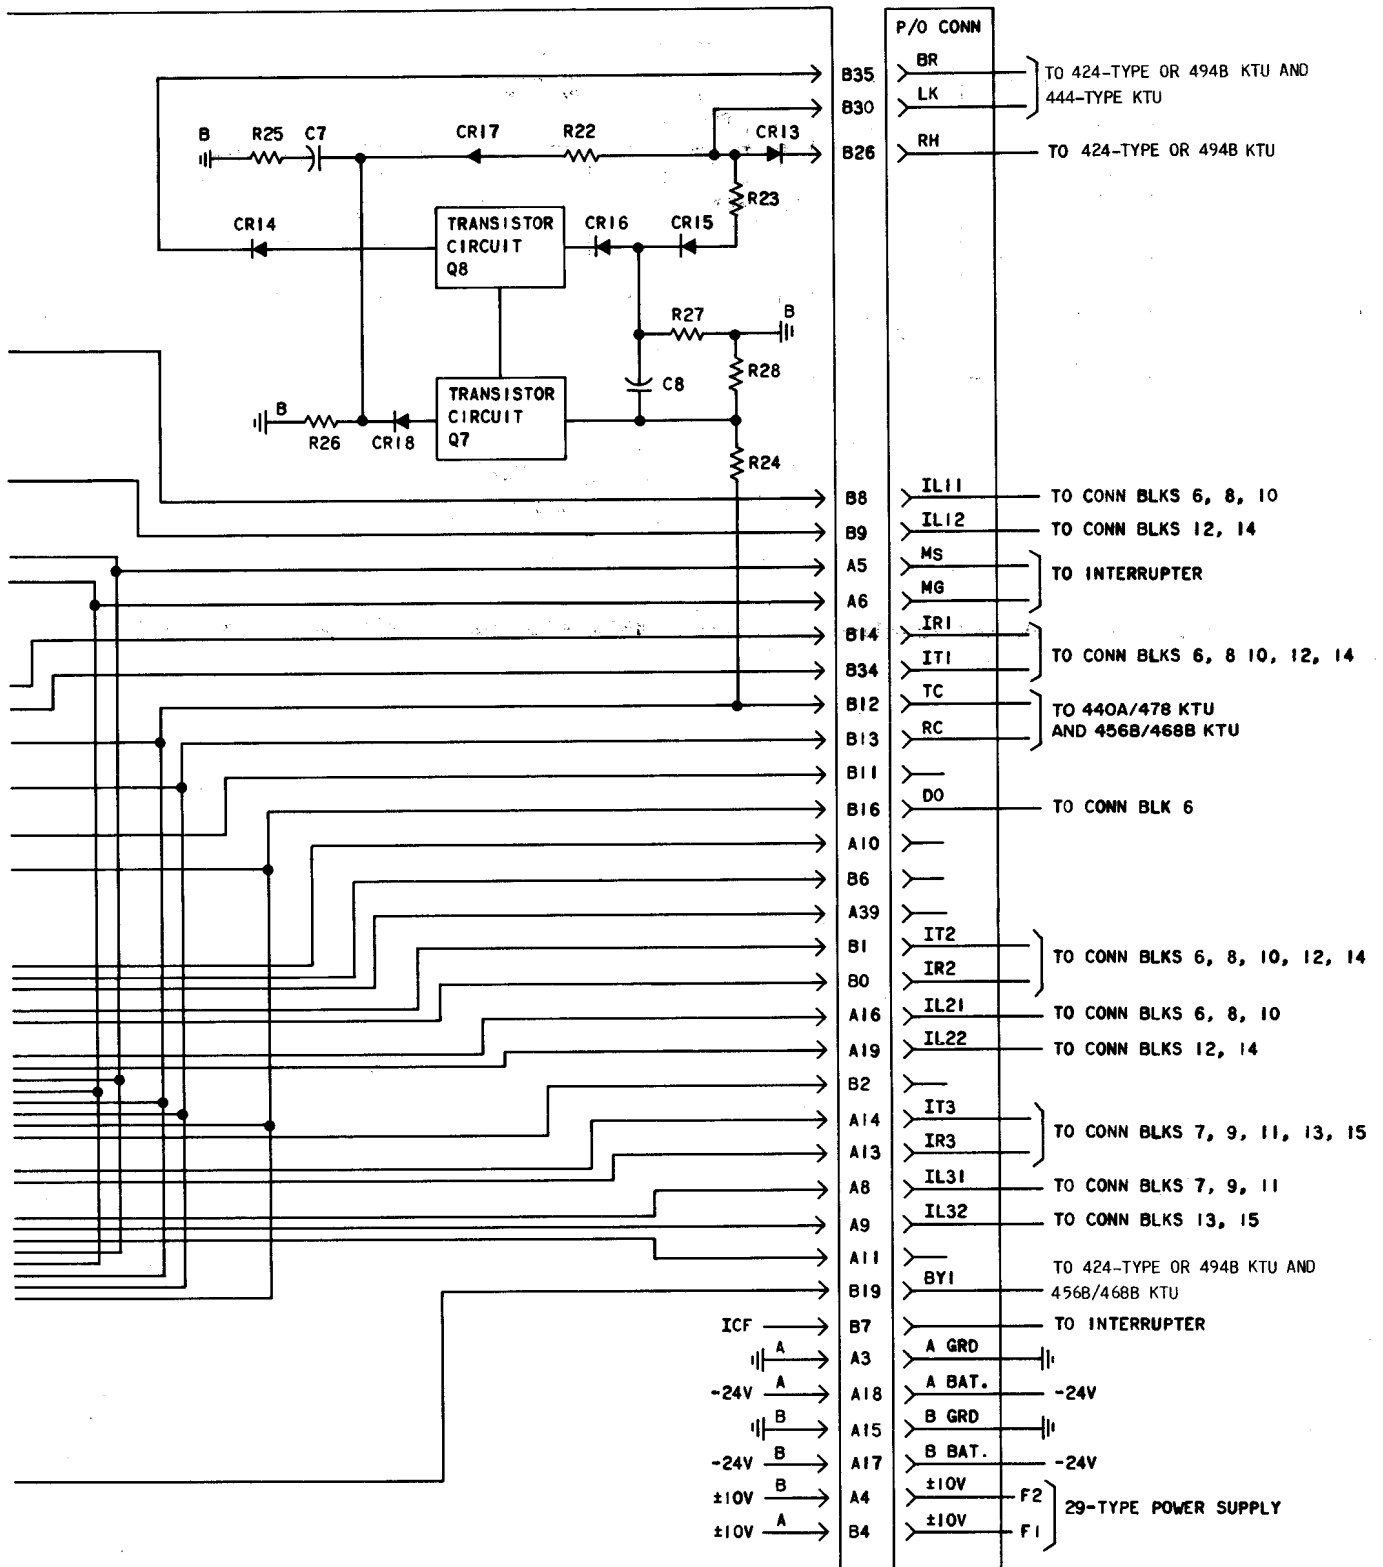 P/O CONN
B35 BR TO 424-TYPE OR 494B KTU AND
B30 LK 444-TYPE KTU
B R25 C7 CR17 R22 CR13 B26 RH TO 424-TYPE OR 494B KTU
R23
CR14 CR16 CR15
TRANSISTOR
CIRCUIT
Q8
R27 B
R28
C8
TRANSISTOR
CIRCUIT
Q7
B
R26 CR18
R24
B8 IL11 TO CONN BLKS 6, 8, 10
B9 IL12 TO CONN BLKS 12, 14
A5 MS
TO INTERRUPTER
A6 MG
B14 IR1
TO CONN BLKS 6, 8 10, 12, 14
B34 IT1
B12 TC TO 440A/478 KTU
B13 RC AND 456B/468B KTU
B11
B16 DO TO CONN BLK 6
A10
B6
A39
B1 IT2
TO CONN BLKS 6, 8, 10, 12, 14
B0 IR2
A16 IL21 TO CONN BLKS 6, 8, 10
A19 IL22 TO CONN BLKS 12, 14
B2
A14 IT3
TO CONN BLKS 7, 9, 11, 13, 15
A13 IR3
A8 IL31 TO CONN BLKS 7, 9, 11
A9 IL32 TO CONN BLKS 13, 15
A11
TO 424-TYPE OR 494B KTU AND
B19 BY1 456B/468B KTU
ICF B7 TO INTERRUPTER
A A3 A GRD
-24V A A18 A BAT. -24V
B A15 B GRD
-24V B A17 B BAT. -24V
±10V B A4 ±10V F2
29-TYPE POWER SUPPLY
±10V A B4 ±10V F1